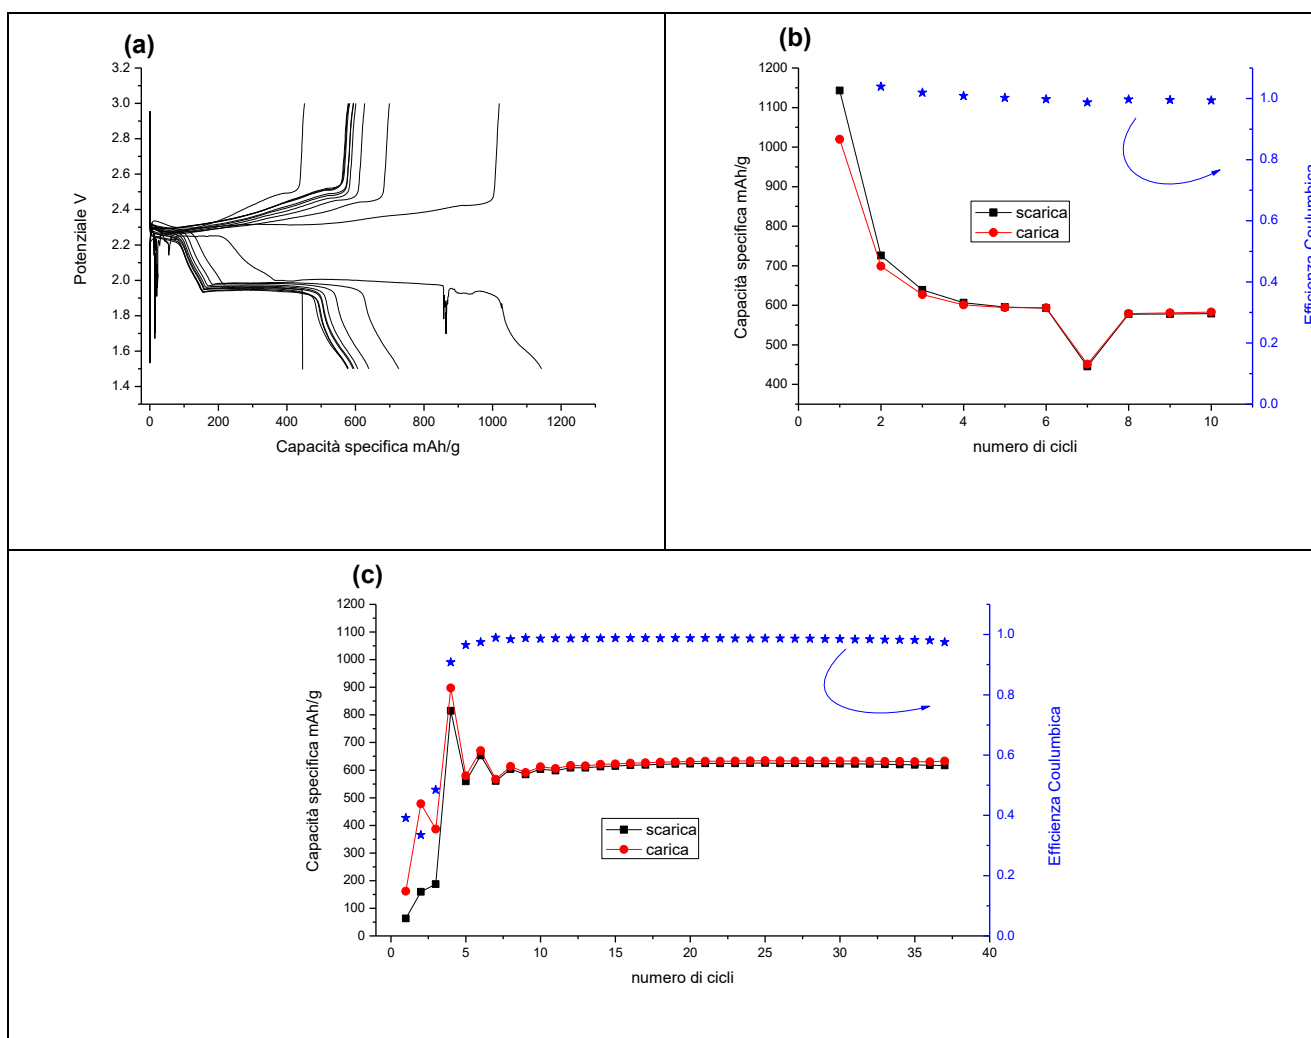 (a)
3.2
3.0
2.8
2.6
2.4
2.2
2.0
1.8
1.6
1.4
Potenziale V
0 200 400 600 800 1000 1200
Capacità specifica mAh/g
(b)
1200
1150
1000
900
800
700
600
500
400
Capacità specifica mAh/g
scarica
carica
1.0
0.8
0.6
0.4
0.3
0.2
0.0
Efficienza Coulumbica
0 2 4 6 8 10
numero di cicli
(c)
1200
1100
1000
900
800
700
600
500
400
300
200
100
0
Capacità specifica mAh/g
scarica
carica
1.0
0.8
0.6
0.4
0.2
0.0
Efficienza Coulumbica
0 5 10 15 20 25 30 35 40
numero di cicli